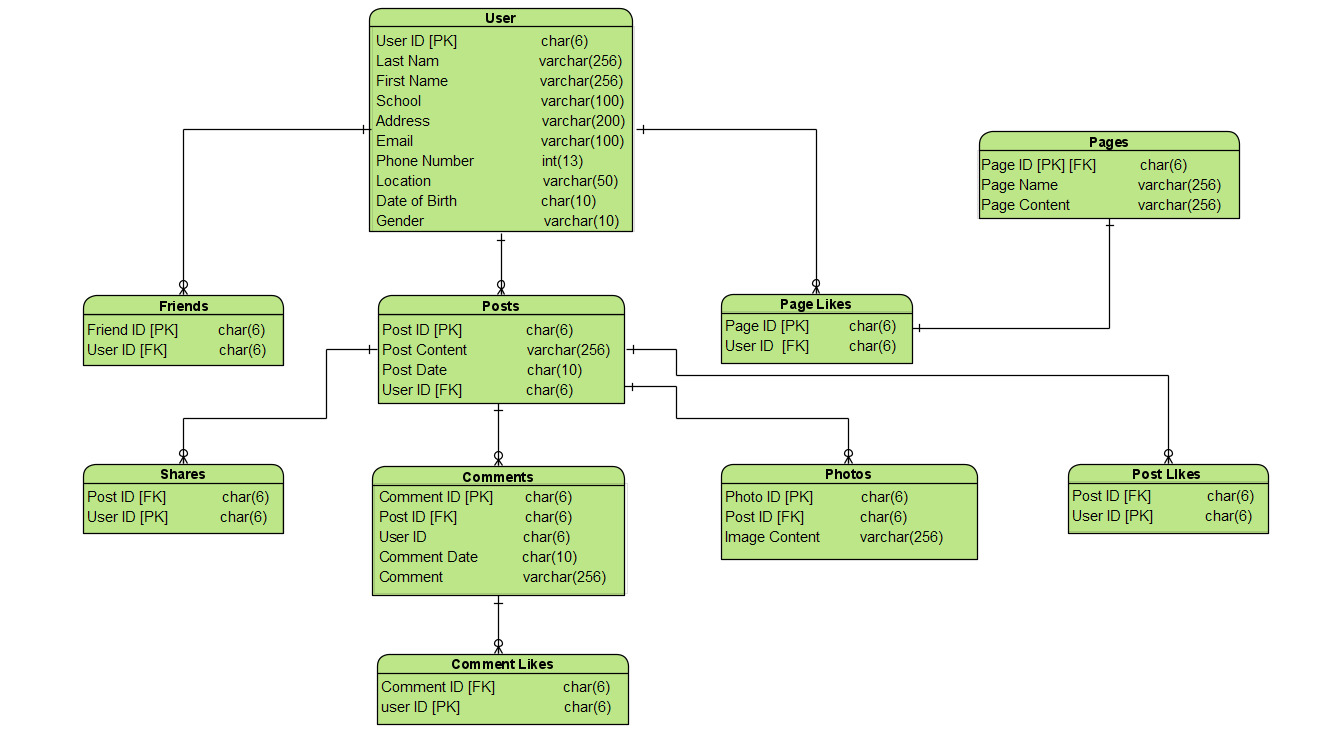 User
User ID [PK] char(6)
Last Nam varchar(256)
First Name varchar(256)
School varchar(100)
Address varchar(200)
Email varchar(100)
Phone Number int(13)
Location varchar(50)
Date of Birth char(10)
Gender varchar(10)
Pages
Page ID [PK] [FK] char(6)
Page Name varchar(256)
Page Content varchar(256)
Friends
Friend ID [PK] char(6)
User ID [FK] char(6)
Posts
Post ID [PK] char(6)
Post Content varchar(256)
Post Date char(10)
User ID [FK] char(6)
Page Likes
Page ID [PK] char(6)
User ID [FK] char(6)
Shares
Post ID [FK] char(6)
User ID [PK] char(6)
Comments
Comment ID [PK] char(6)
Post ID [FK] char(6)
User ID char(6)
Comment Date char(10)
Comment varchar(256)
Photos
Photo ID [PK] char(6)
Post ID [FK] char(6)
Image Content varchar(256)
Post LIkes
Post ID [FK] char(6)
User ID [PK] char(6)
Comment Likes
Comment ID [FK] char(6)
user ID [PK] char(6)